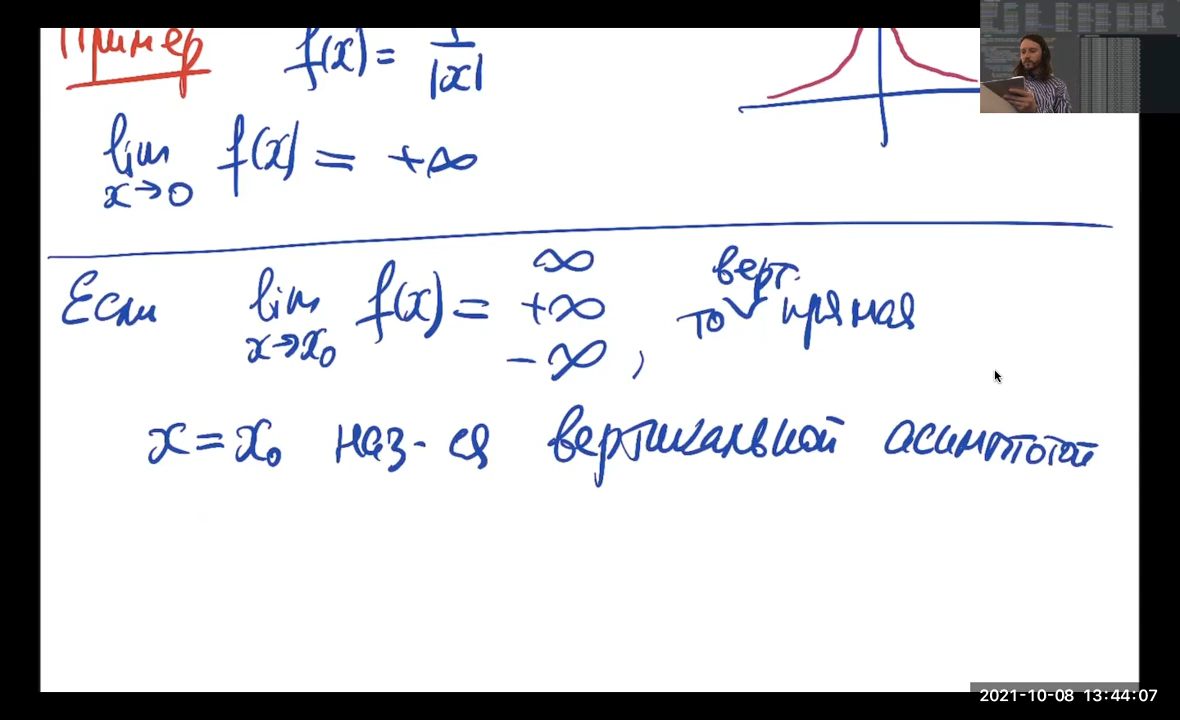 Пример f(x) = 1/|x|
lim f(x) = +∞
x→0
верт.
Если lim f(x) = ∞ +∞ -∞, то прямая
x→x₀
x = x₀ наз-ся вертикальной асимптотой
2021-10-08 13:44:07